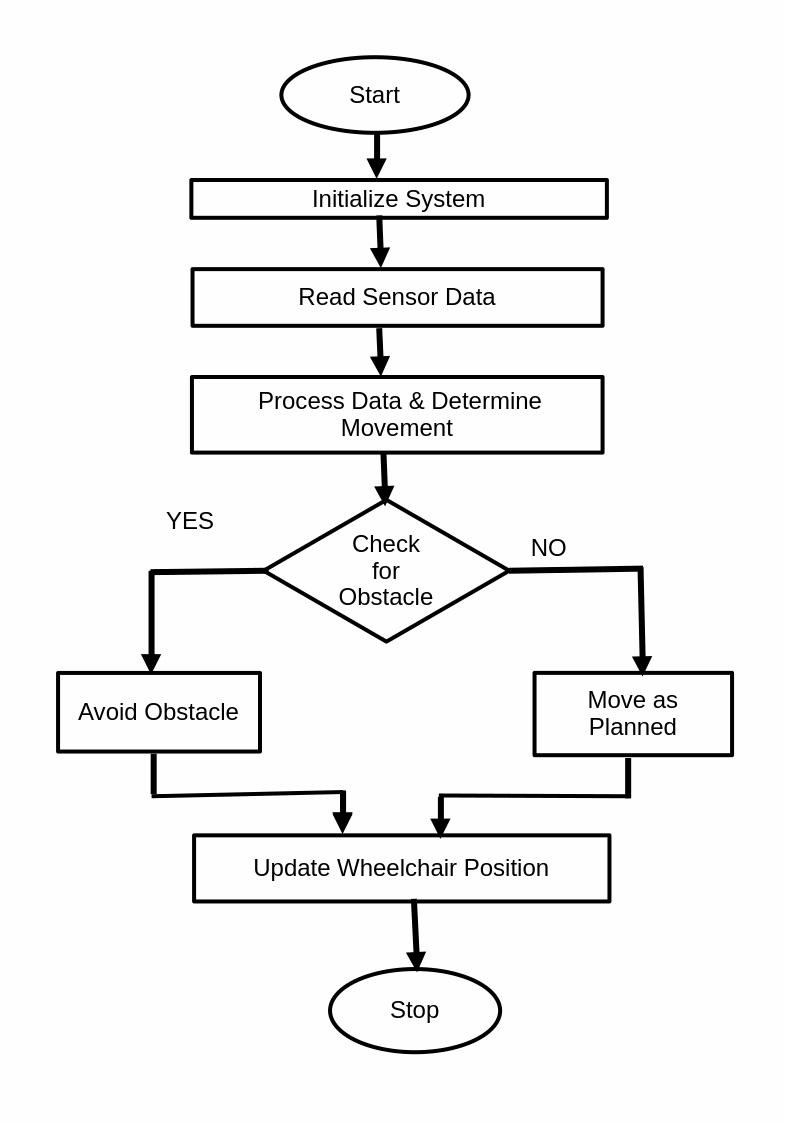 Start
Initialize System
Read Sensor Data
Process Data & Determine
Movement
YES
Check
for
Obstacle
NO
Avoid Obstacle
Move as
Planned
Update Wheelchair Position
Stop